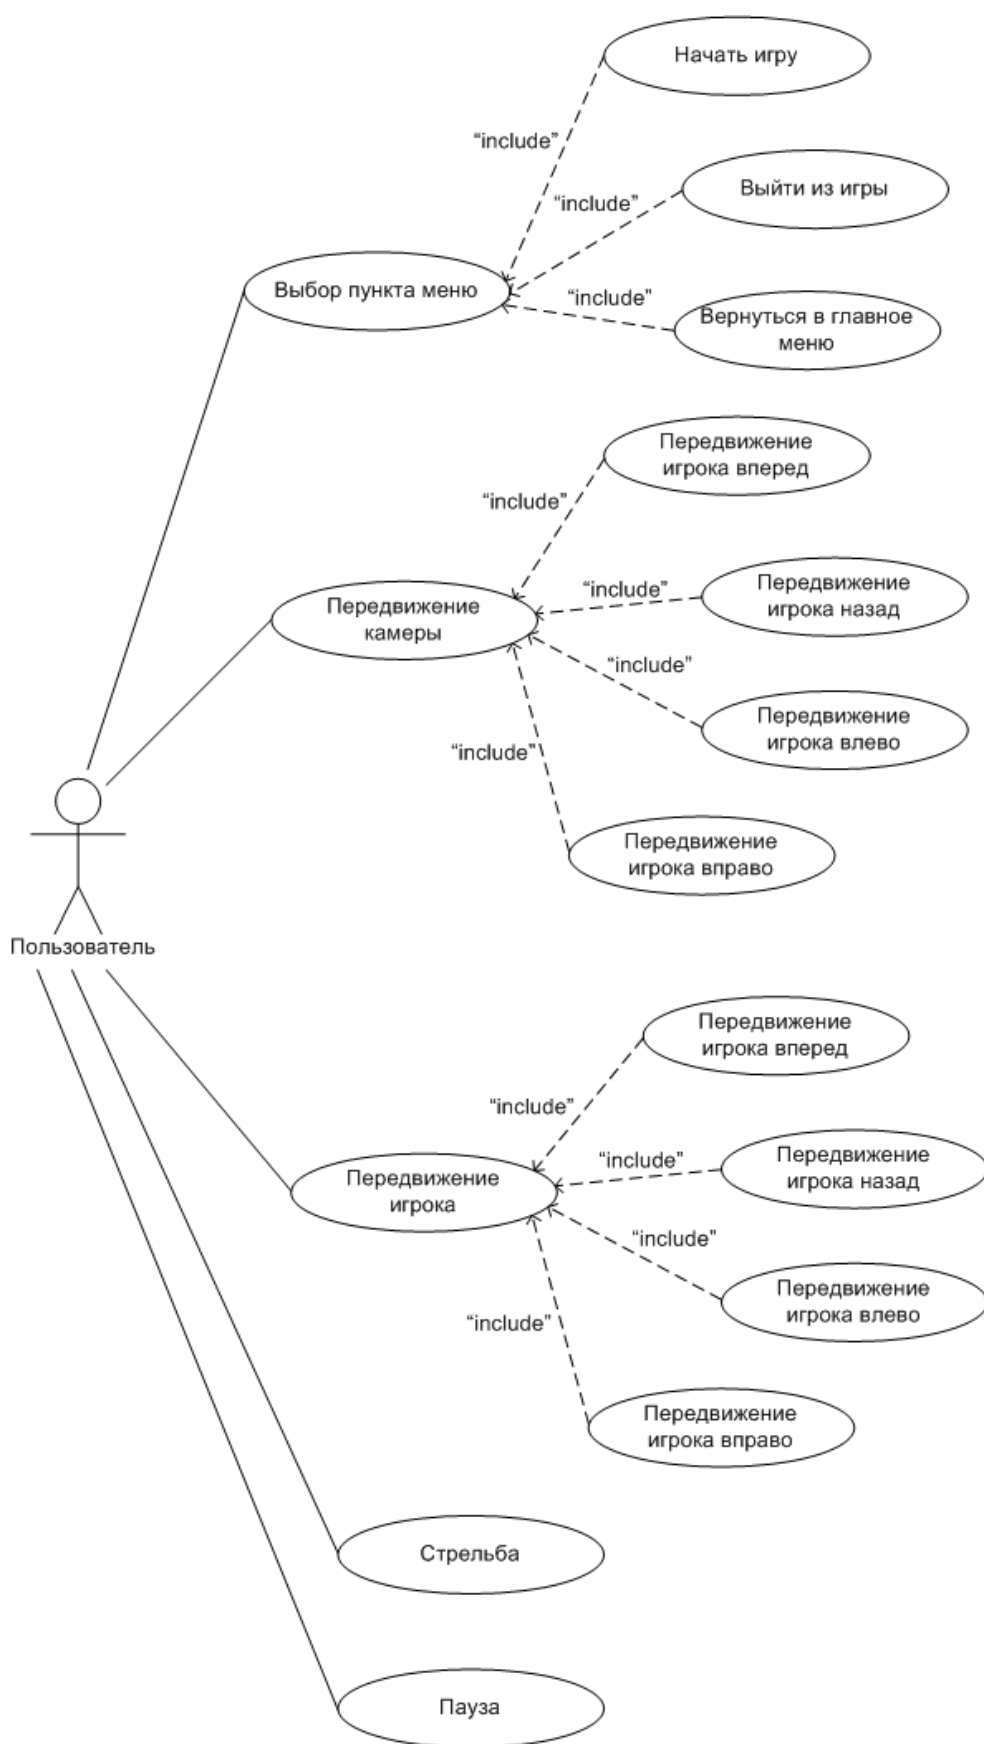 Начать игру
“include”
Выйти из игры
“include”
Выбор пункта меню
“include”
Вернуться в главное
меню
Передвижение
игрока вперед
“include”
Передвижение
игрока назад
“include”
Передвижение
камеры
“include”
Передвижение
игрока влево
“include”
Передвижение
игрока вправо
Пользователь
Передвижение
игрока вперед
“include”
Передвижение
игрока назад
“include”
Передвижение
игрока
“include”
Передвижение
игрока влево
“include”
Передвижение
игрока вправо
Стрельба
Пауза